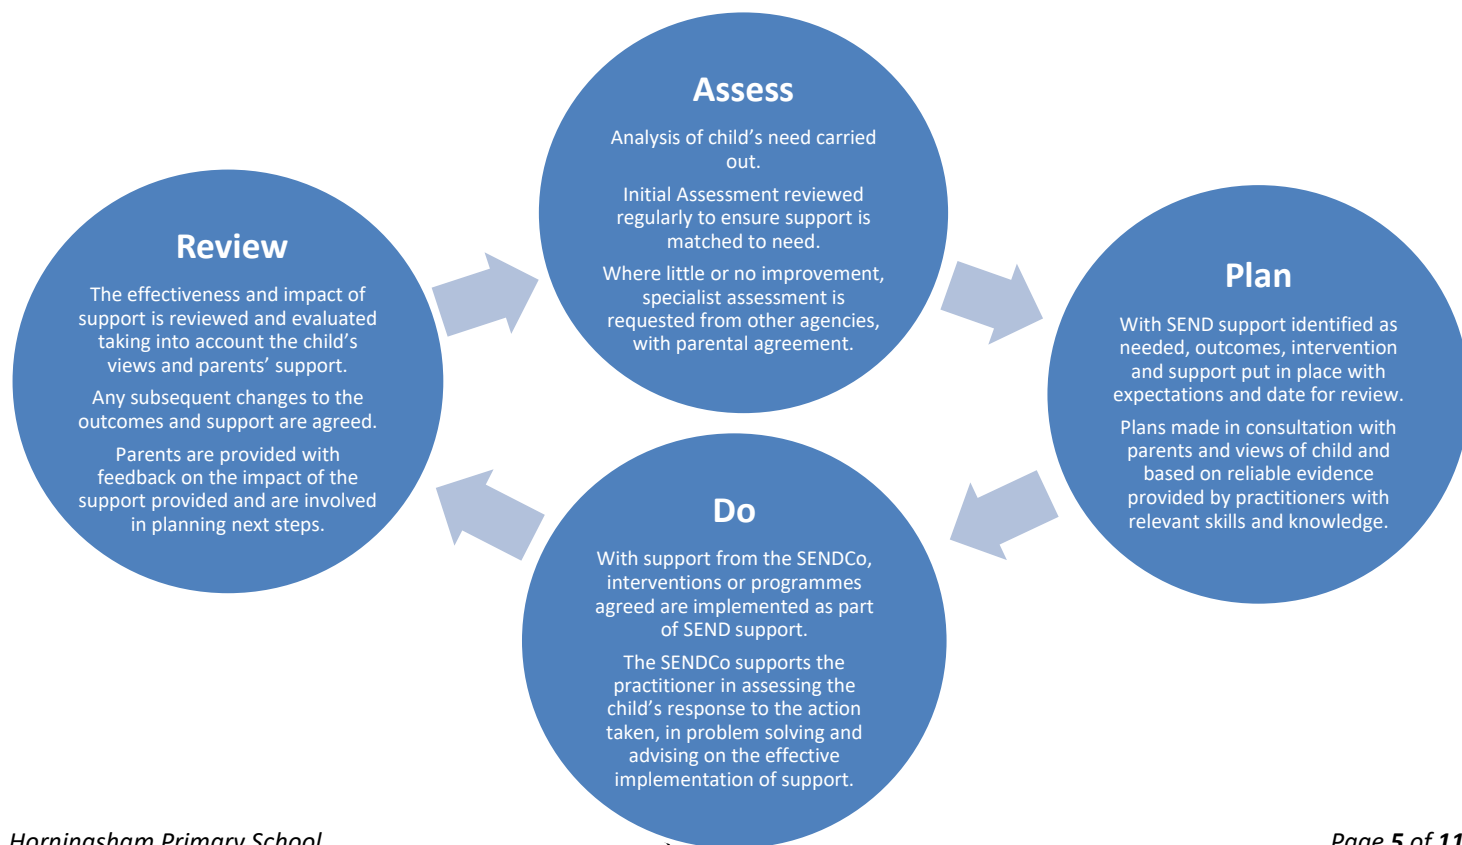 Assess
Analysis of child’s need carried
out.
Initial Assessment reviewed
regularly to ensure support is
matched to need.
Where little or no improvement,
specialist assessment is
requested from other agencies,
with parental agreement.
Plan
With SEND support identified as
needed, outcomes, intervention
and support put in place with
expectations and date for review.
Plans made in consultation with
parents and views of child and
based on reliable evidence
provided by practitioners with
relevant skills and knowledge.
Do
With support from the SENDCo,
interventions or programmes
agreed are implemented as part
of SEND support.
The SENDCo supports the
practitioner in assessing the
child’s response to the action
taken, in problem solving and
advising on the effective
implementation of support.
Review
The effectiveness and impact of
support is reviewed and evaluated
taking into account the child’s
views and parents’ support.
Any subsequent changes to the
outcomes and support are agreed.
Parents are provided with
feedback on the impact of the
support provided and are involved
in planning next steps.
Horningsham Primary School
Page 5 of 11